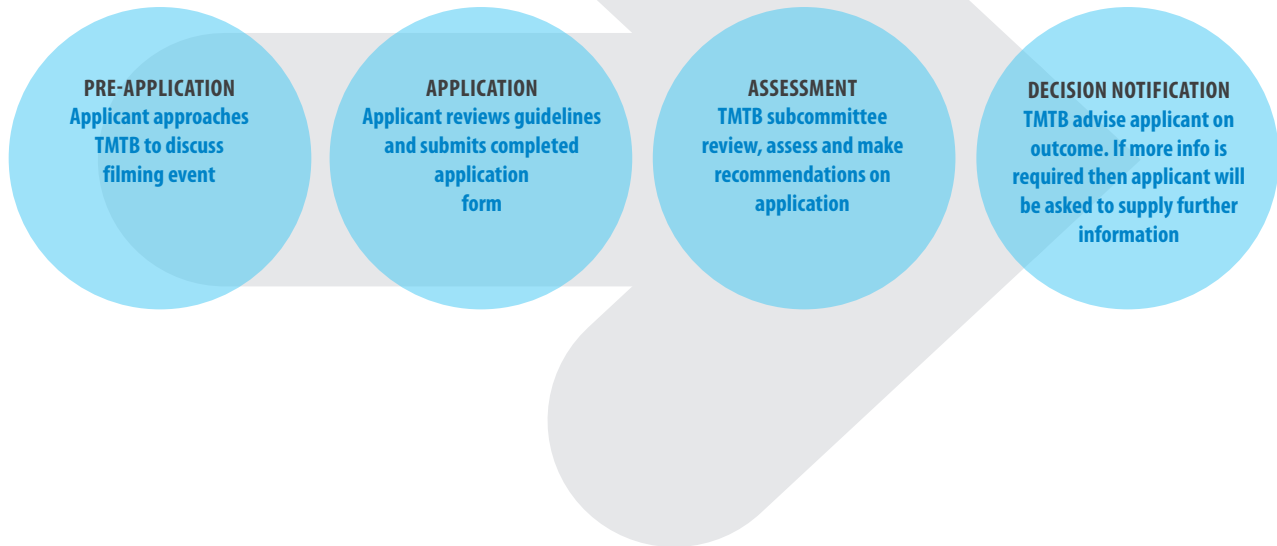 PRE-APPLICATION
Applicant approaches
TMTB to discuss
filming event
APPLICATION
Applicant reviews guidelines
and submits completed
application
form
ASSESSMENT
TMTB subcommittee
review, assess and make
recommendations on
application
DECISION NOTIFICATION
TMTB advise applicant on
outcome. If more info is
required then applicant will
be asked to supply further
information